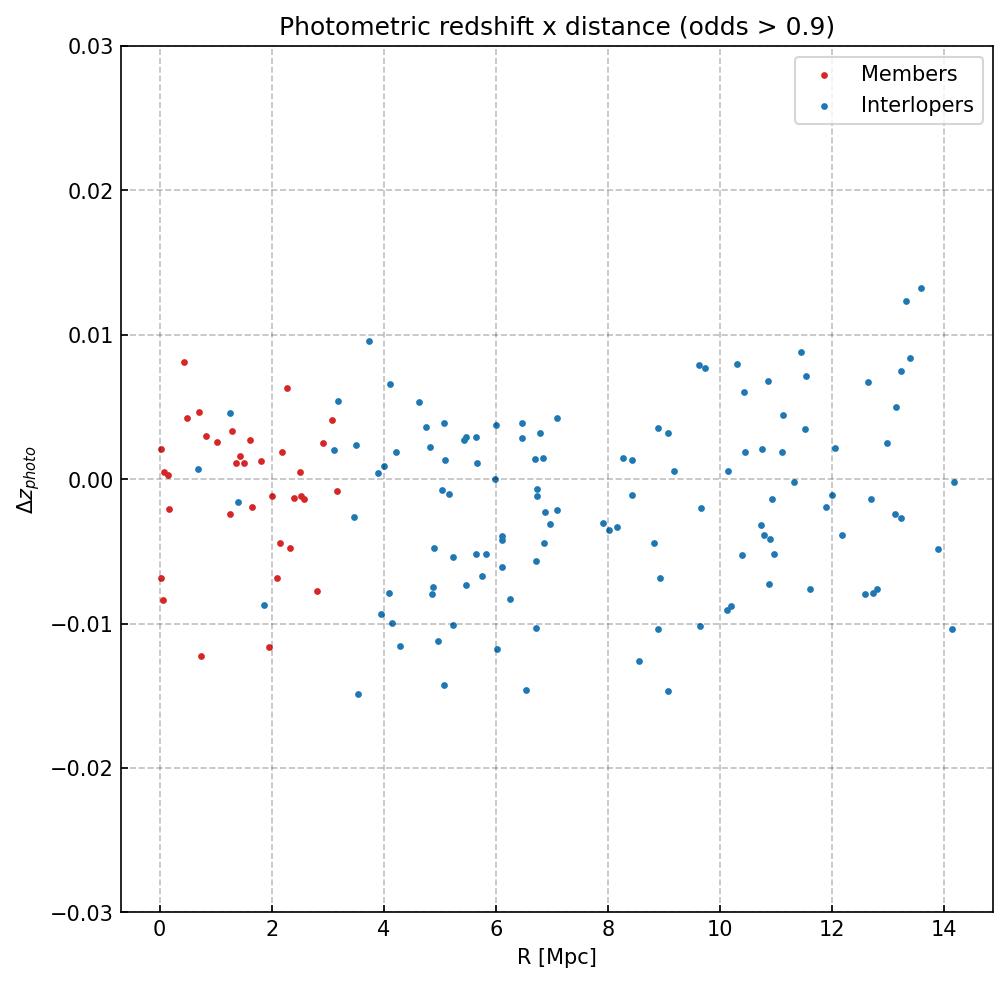 Photometric redshift x distance (odds > 0.9)
Members
Interlopers
0.03
0.02
0.01
0.00
−0.01
−0.02
−0.03
Δz_photo
0 2 4 6 8 10 12 14
R [Mpc]